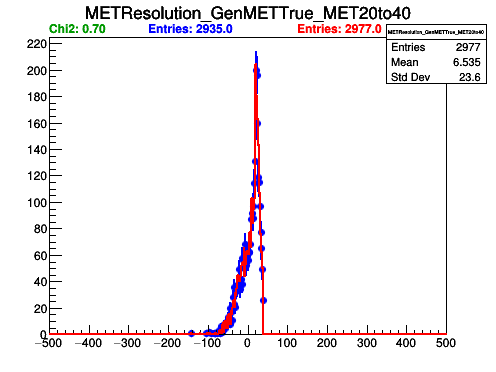 METResolution_GenMETTrue_MET20to40
Chi2: 0.70 Entries: 2935.0 Entries: 2977.0
METResolution_GenMETTrue_MET20to40
Entries 2977
Mean 6.535
Std Dev 23.6
220
200
180
160
140
120
100
80
60
40
20
0
−500 −400 −300 −200 −100 0 100 200 300 400 500